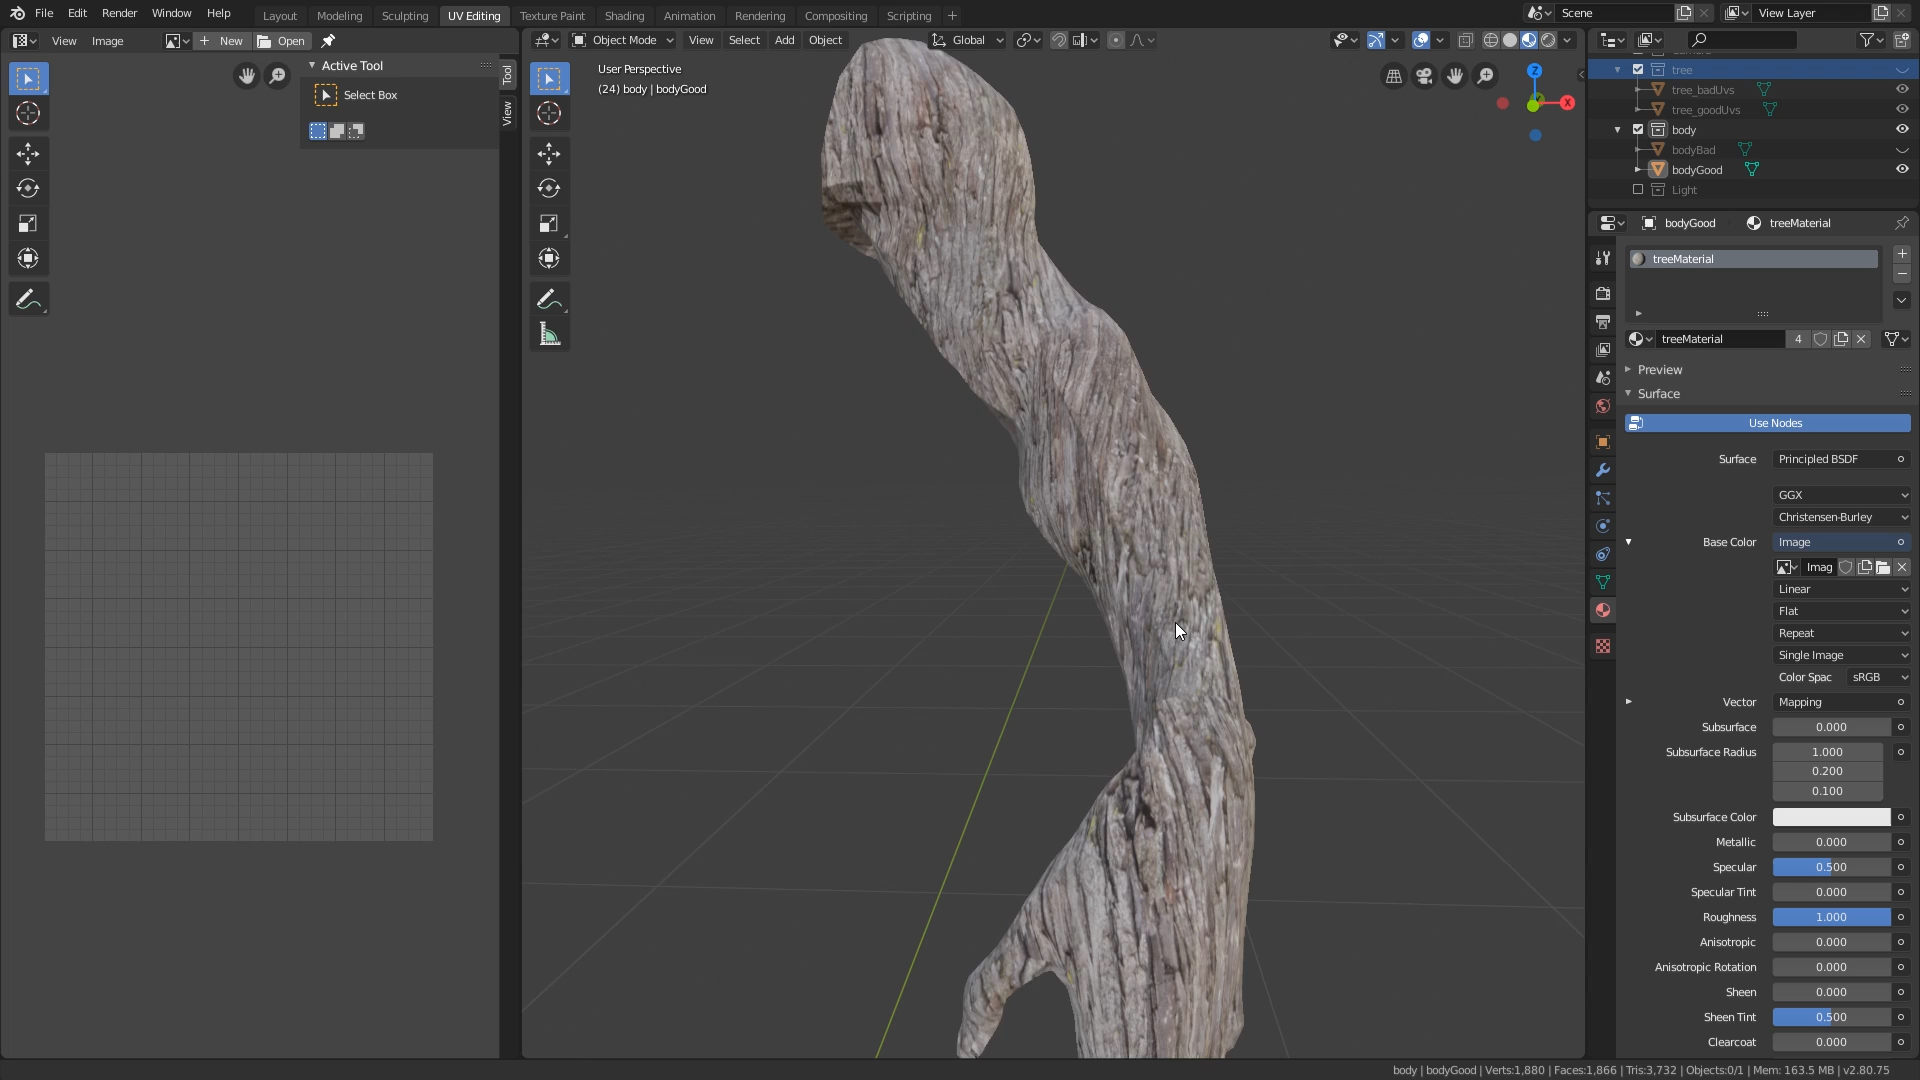 File Edit Render Window Help Layout Modeling Sculpting UV Editing Texture Paint Shading Animation Rendering Compositing Scripting Scene View Layer
View Image New Open
Active Tool
Select Box
Tool
View
Object Mode View Select Add Object Global
User Perspective
(24) body | bodyGood
Z
X
tree
tree_badUvs
tree_goodUvs
body
bodyBad
bodyGood
Light
bodyGood treeMaterial
treeMaterial
treeMaterial 4
Preview
Surface
Use Nodes
Surface Principled BSDF
GGX
Christensen-Burley
Base Color Image
Imag
Linear
Flat
Repeat
Single Image
Color Spac sRGB
Vector Mapping
Subsurface 0.000
Subsurface Radius 1.000
0.200
0.100
Subsurface Color
Metallic 0.000
Specular 0.500
Specular Tint 0.000
Roughness 1.000
Anisotropic 0.000
Anisotropic Rotation 0.000
Sheen 0.000
Sheen Tint 0.500
Clearcoat 0.000
body | bodyGood | Verts:1,880 | Faces:1,866 | Tris:3,732 | Objects:0/1 | Mem: 163.5 MB | v2.80.75